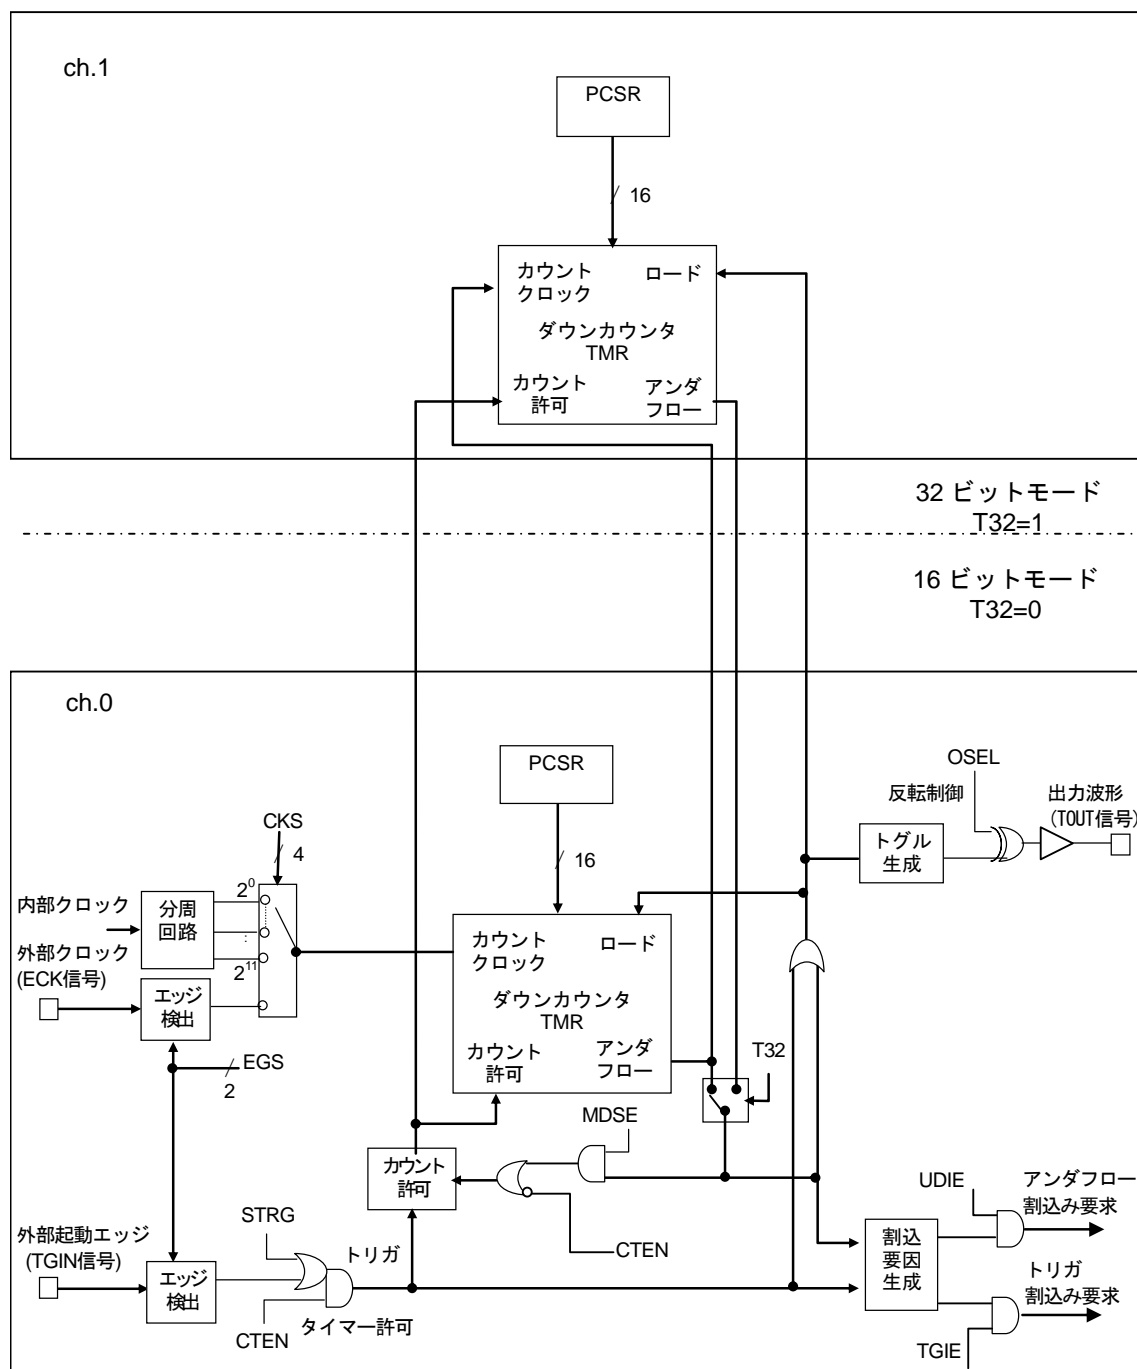 ch.1
PCSR
16
カウント
クロック
ロード
ダウンカウンタ
TMR
カウント
許可
アンダ
フロー
32 ビットモード
T32=1
16 ビットモード
T32=0
ch.0
PCSR
16
OSEL
反転制御
出力波形
(TOUT信号)
トグル
生成
CKS
4
2⁰
:
2¹¹
内部クロック
分周
回路
外部クロック
(ECK信号)
エッジ
検出
EGS
2
カウント
クロック
ロード
ダウンカウンタ
TMR
カウント
許可
アンダ
フロー
T32
MDSE
カウント
許可
CTEN
STRG
トリガ
外部起動エッジ
(TGIN信号)
エッジ
検出
CTEN
タイマー許可
UDIE
アンダフロー
割込み要求
割込
要因
生成
トリガ
割込み要求
TGIE